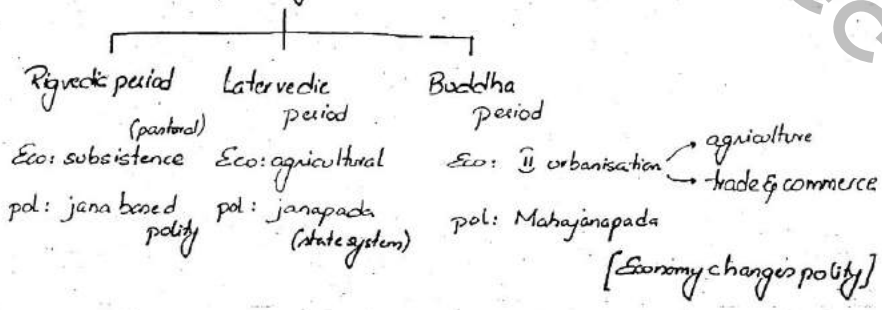 Rigvedic period
(pastoral)
Eco: subsistence
pol: jana based
polity
Later vedic
period
Eco: agricultural
pol: janapada
(state system)
Buddha
period
Eco: II urbanisation → agriculture
→ trade & commerce
pol: Mahajanapada
[Economy changes polity]